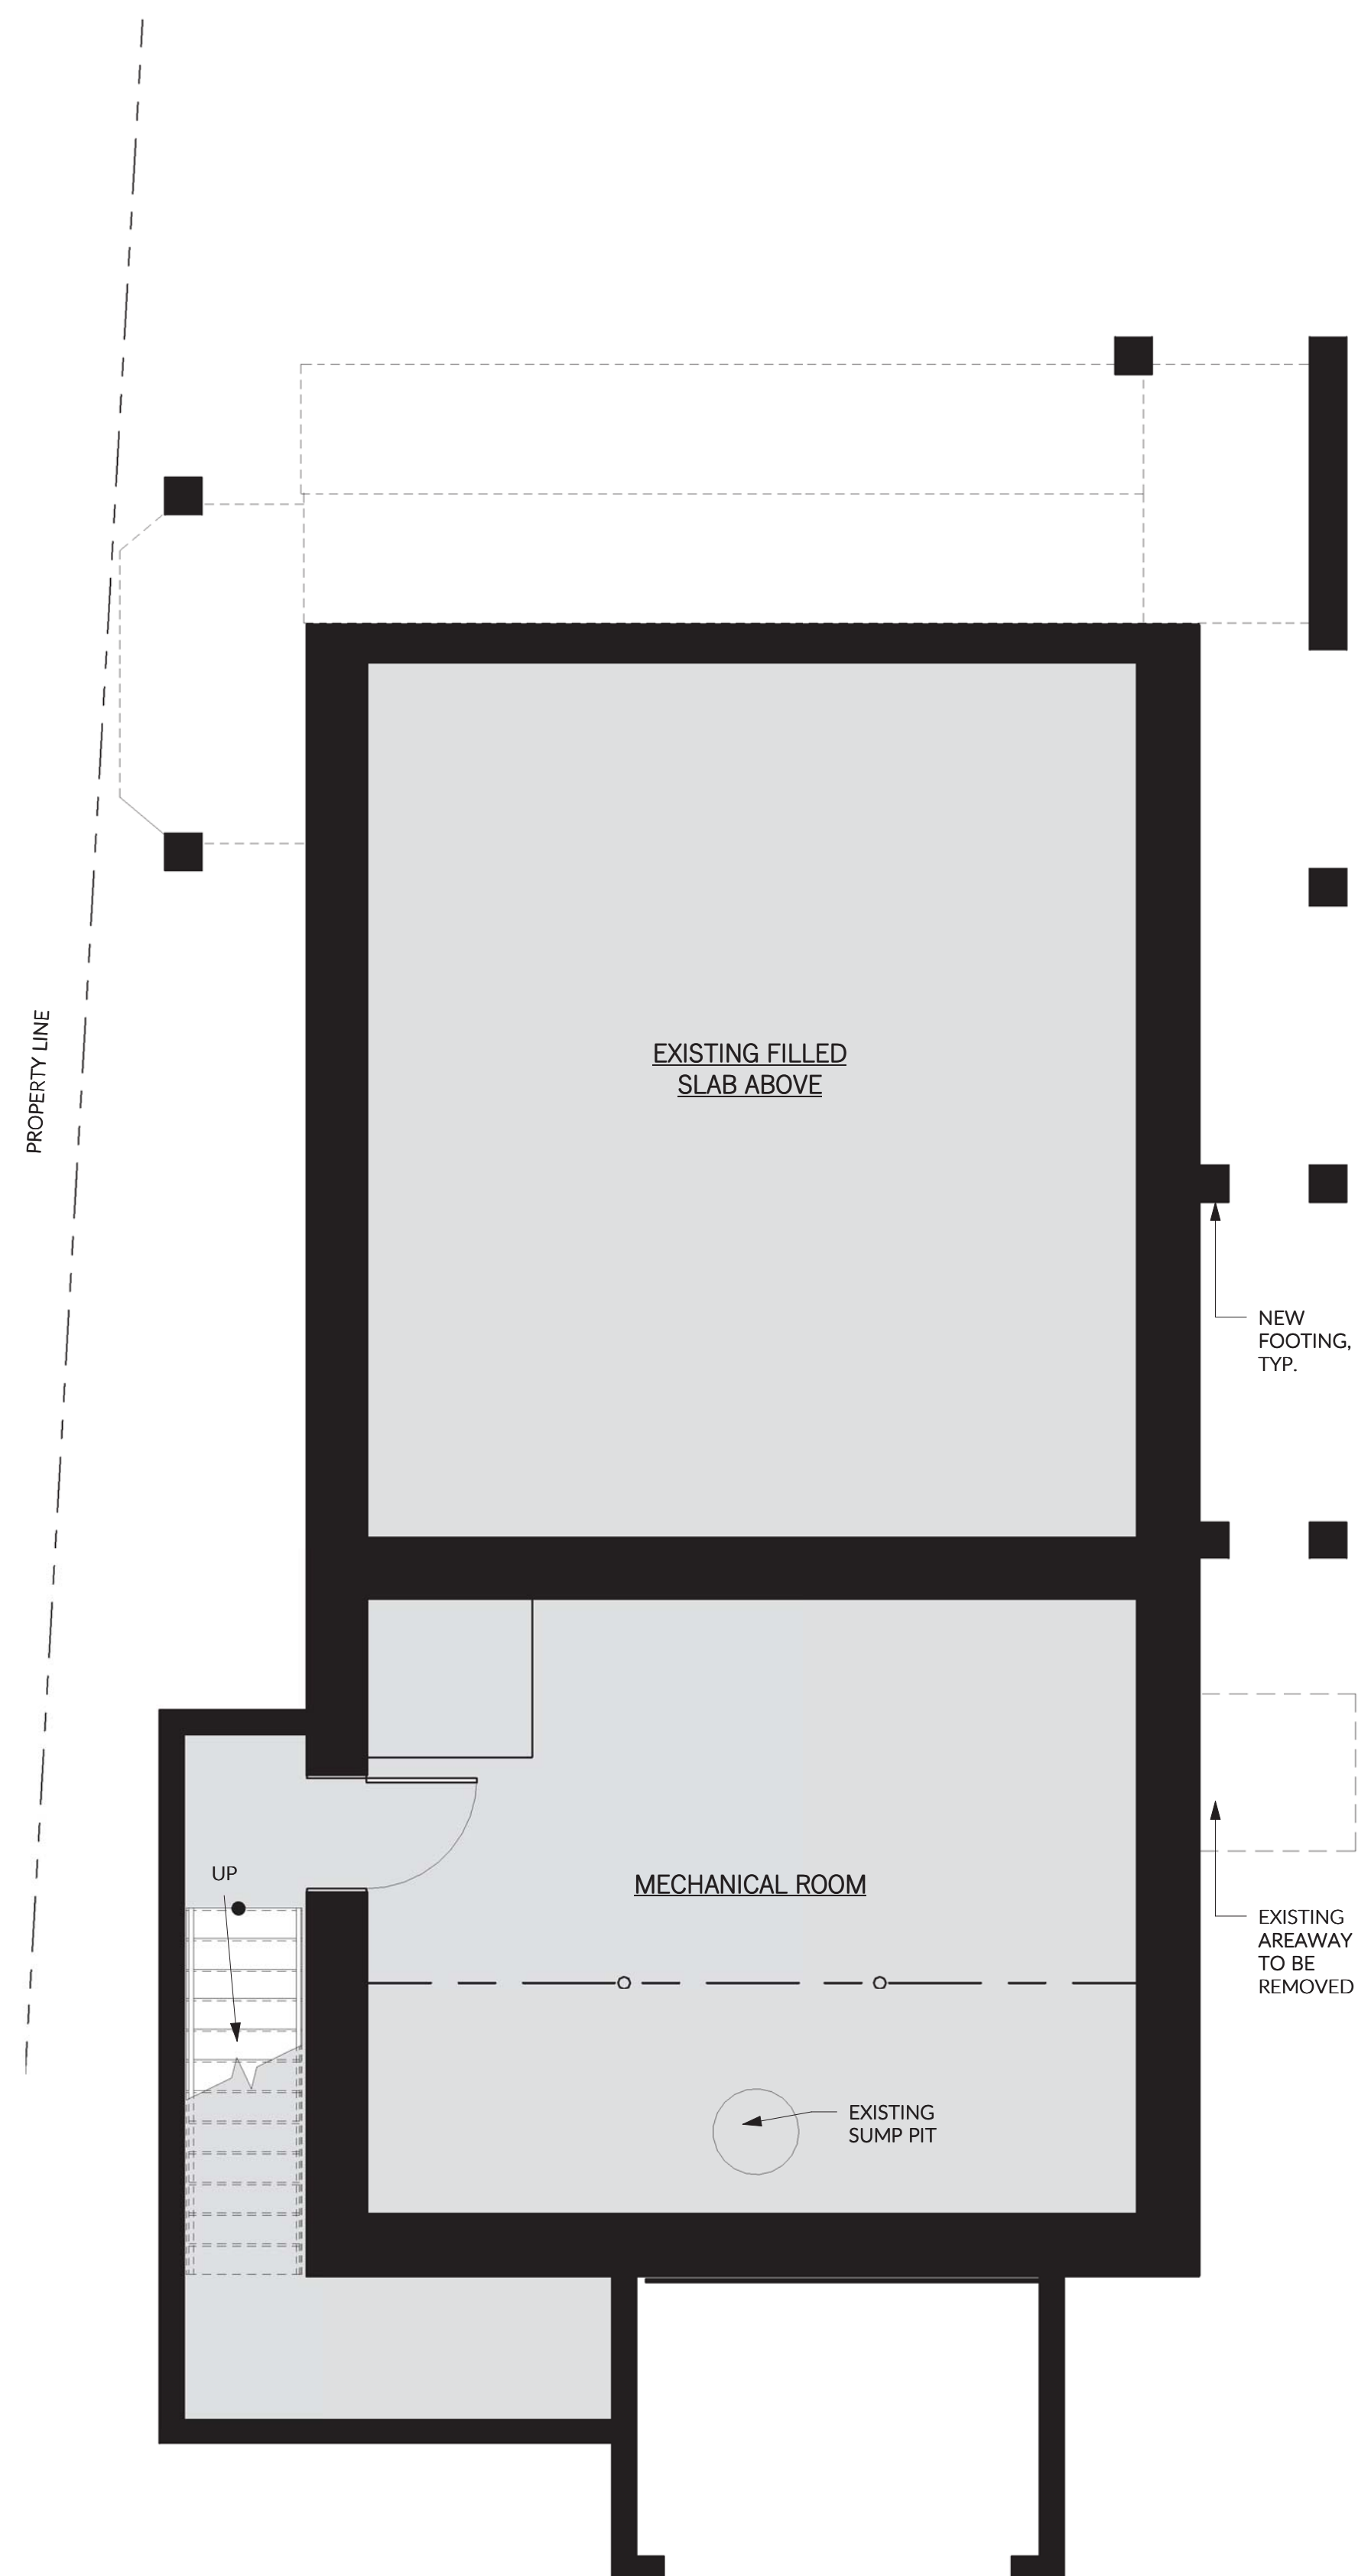 PROPERTY LINE
EXISTING FILLED
SLAB ABOVE
NEW
FOOTING,
TYP.
UP
MECHANICAL ROOM
EXISTING
AREAWAY
TO BE
REMOVED
EXISTING
SUMP PIT